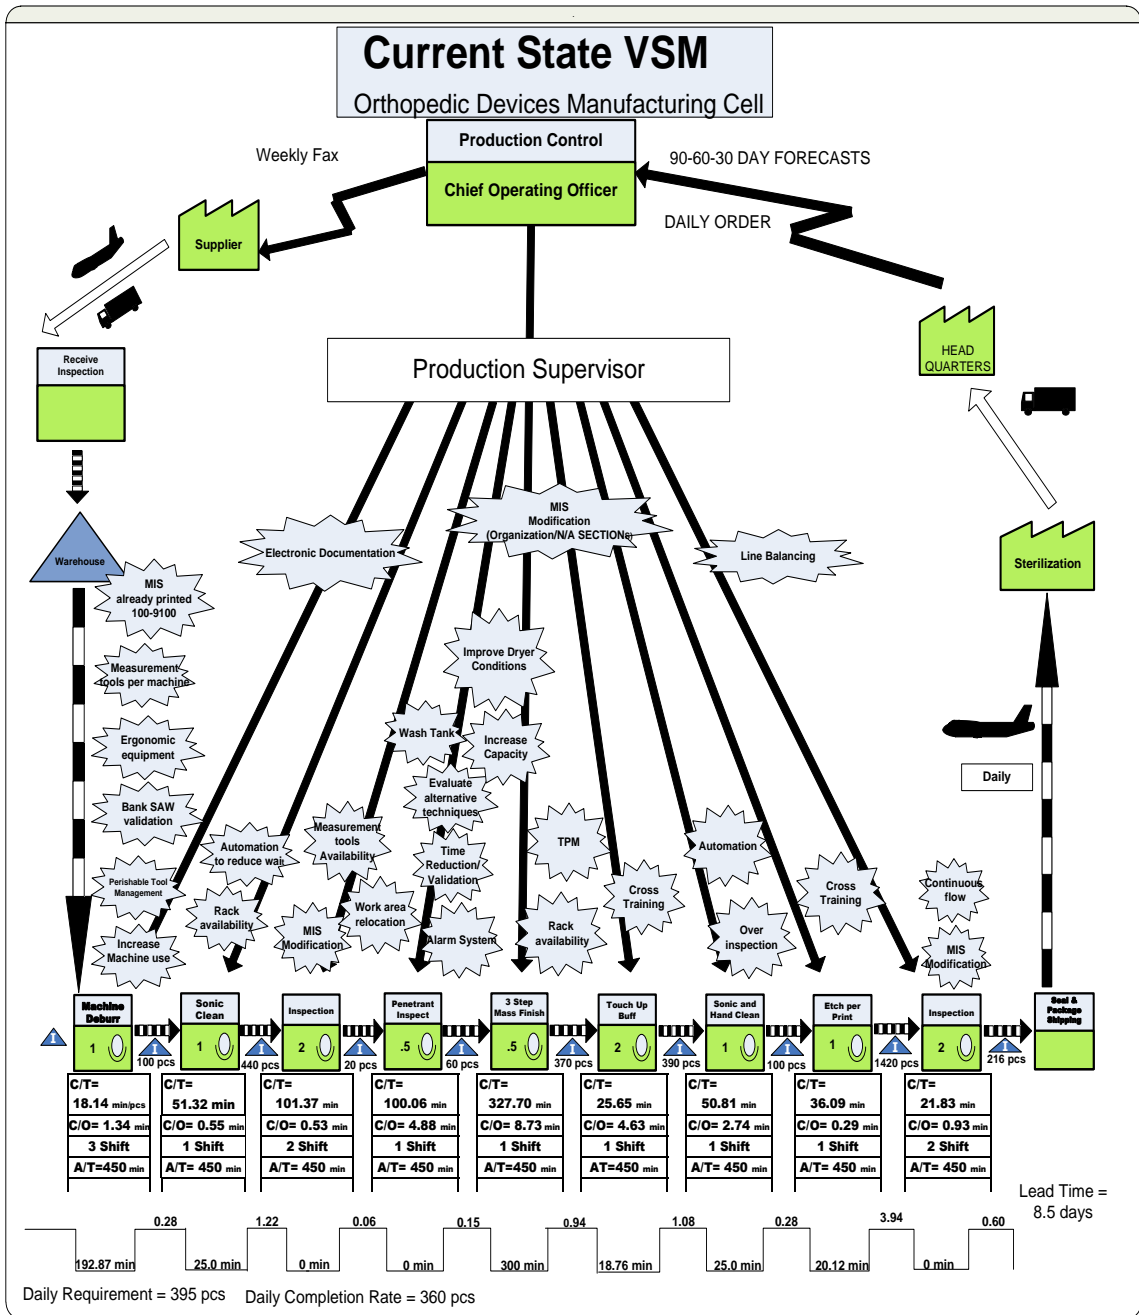 Current State VSM
Orthopedic Devices Manufacturing Cell
Production Control
Chief Operating Officer
Weekly Fax
90-60-30 DAY FORECASTS
DAILY ORDER
Supplier
HEAD
QUARTERS
Receive
Inspection
Production Supervisor
Warehouse
Electronic Documentation
MIS
Modification
(Organization/N/A SECTIONs)
Line Balancing
Sterilization
MIS
already printed
100-9100
Measurement
tools per machine
Ergonomic
equipment
Bank SAW
validation
Perishable Tool
Management
Increase
Machine use
Automation
to reduce wait
Rack
availability
Measurement
tools
Availability
MIS
Modification
Work area
relocation
Improve Dryer
Conditions
Wash Tank
Increase
Capacity
Evaluate
alternative
techniques
Time
Reduction/
Validation
Alarm System
TPM
Rack
availability
Cross
Training
Automation
Over
inspection
Cross
Training
Continuous
flow
MIS
Modification
Daily
Machine
Deburr
Sonic
Clean
Inspection
Penetrant
Inspect
3 Step
Mass Finish
Touch Up
Buff
Sonic and
Hand Clean
Etch per
Print
Inspection
Seal &
Package
Shipping
1 1 2 .5 .5 2 1 1 2
I I I I I I I I I I
100 pcs 440 pcs 20 pcs 60 pcs 370 pcs 390 pcs 100 pcs 1420 pcs 216 pcs
C/T= C/T= C/T= C/T= C/T= C/T= C/T= C/T= C/T=
18.14 min/pcs 51.32 min 101.37 min 100.06 min 327.70 min 25.65 min 50.81 min 36.09 min 21.83 min
C/O= 1.34 min C/O= 0.55 min C/O= 0.53 min C/O= 4.88 min C/O= 8.73 min C/O= 4.63 min C/O= 2.74 min C/O= 0.29 min C/O= 0.93 min
3 Shift 1 Shift 2 Shift 1 Shift 1 Shift 1 Shift 1 Shift 1 Shift 2 Shift
A/T=450 min A/T= 450 min A/T= 450 min A/T= 450 min A/T= 450 min AT=450 min A/T= 450 min A/T= 450 min A/T= 450 min
Lead Time =
8.5 days
0.28 1.22 0.06 0.15 0.94 1.08 0.28 3.94 0.60
192.87 min 25.0 min 0 min 0 min 300 min 18.76 min 25.0 min 20.12 min 0 min
Daily Requirement = 395 pcs Daily Completion Rate = 360 pcs